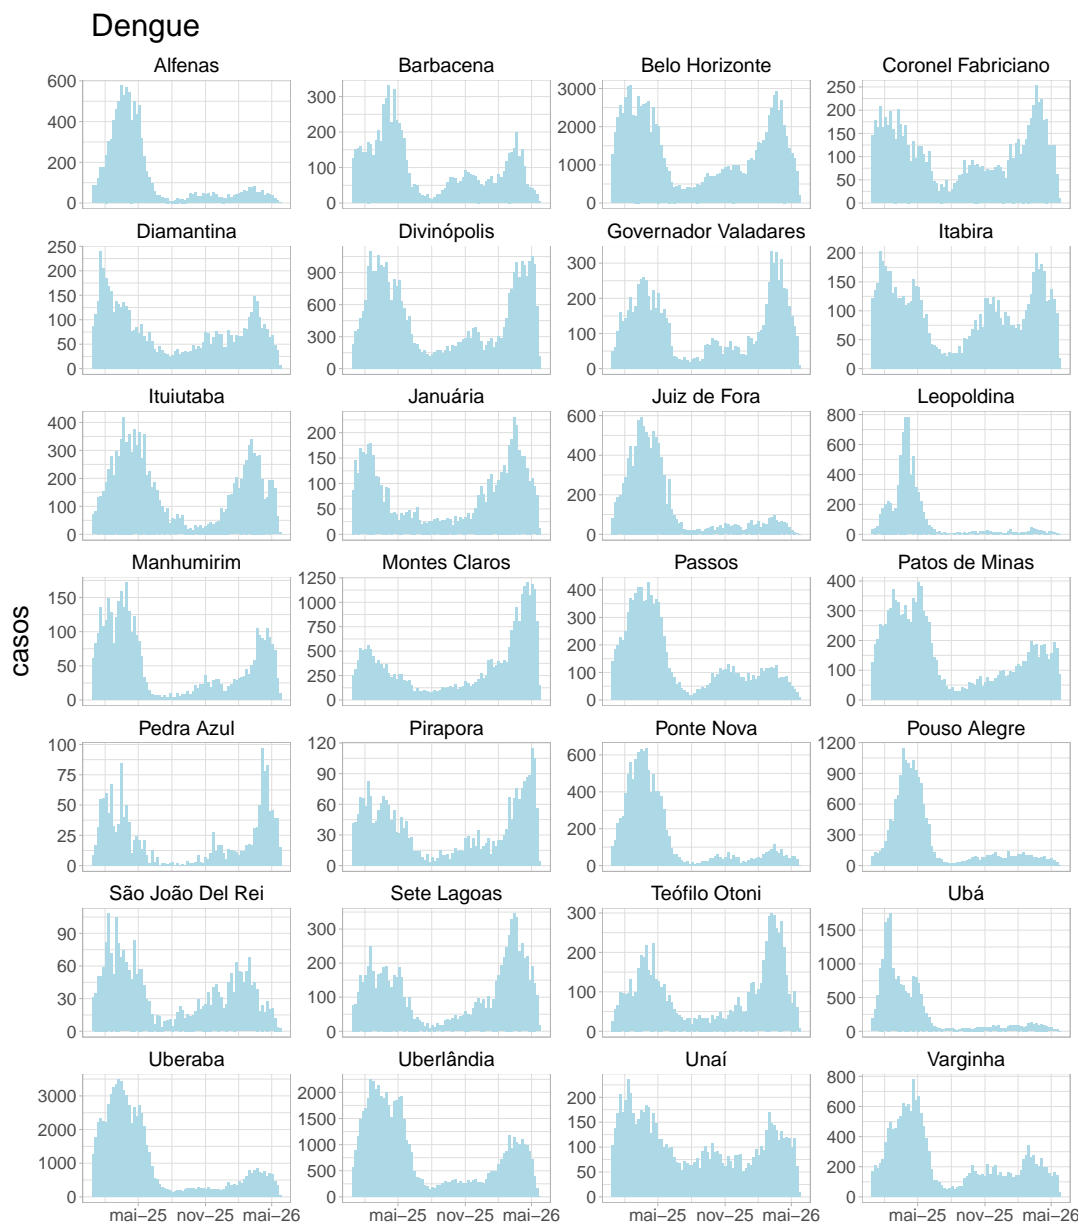 Dengue
Alfenas Barbacena Belo Horizonte Coronel Fabriciano
600 400 200 0
300 200 100 0
3000 2000 1000 0
250 200 150 100 50 0
Diamantina Divinópolis Governador Valadares Itabira
250 200 150 100 50 0
900 600 300 0
300 200 100 0
200 150 100 50 0
Ituiutaba Januária Juiz de Fora Leopoldina
400 300 200 100 0
200 150 100 50 0
600 400 200 0
800 600 400 200 0
Manhumirim Montes Claros Passos Patos de Minas
150 100 50 0
1250 1000 750 500 250 0
400 300 200 100 0
400 300 200 100 0
casos
Pedra Azul Pirapora Ponte Nova Pouso Alegre
100 75 50 25 0
120 90 60 30 0
600 400 200 0
1200 900 600 300 0
São João Del Rei Sete Lagoas Teófilo Otoni Ubá
90 60 30 0
300 200 100 0
300 200 100 0
1500 1000 500 0
Uberaba Uberlândia Unaí Varginha
3000 2000 1000 0
2000 1500 1000 500 0
200 150 100 50 0
800 600 400 200 0
mai−25 nov−25 mai−26 mai−25 nov−25 mai−26 mai−25 nov−25 mai−26 mai−25 nov−25 mai−26